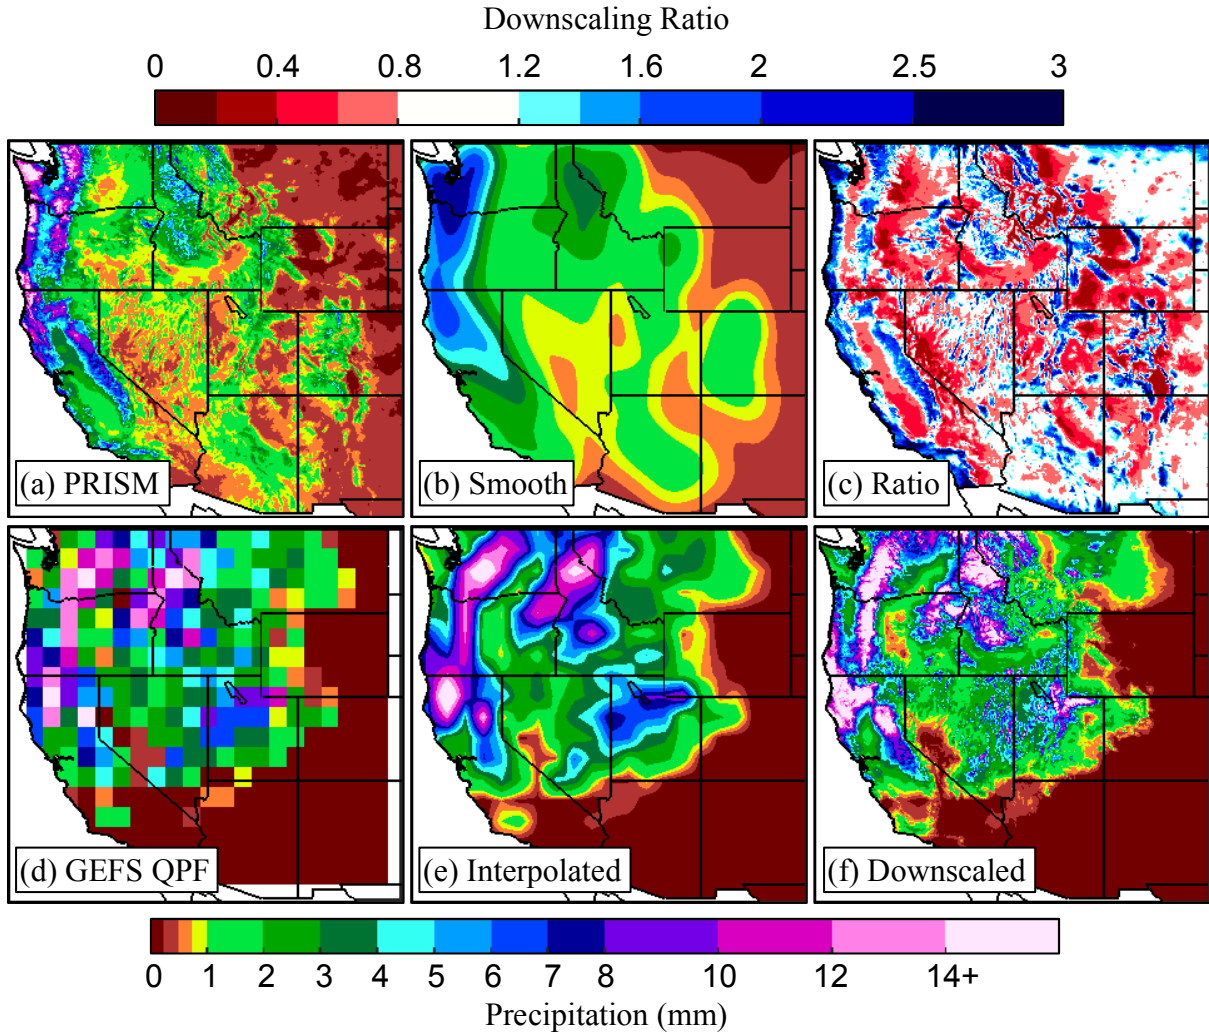 Downscaling Ratio
0 0.4 0.8 1.2 1.6 2 2.5 3
(a) PRISM
(b) Smooth
(c) Ratio
(d) GEFS QPF
(e) Interpolated
(f) Downscaled
0 1 2 3 4 5 6 7 8 10 12 14+
Precipitation (mm)